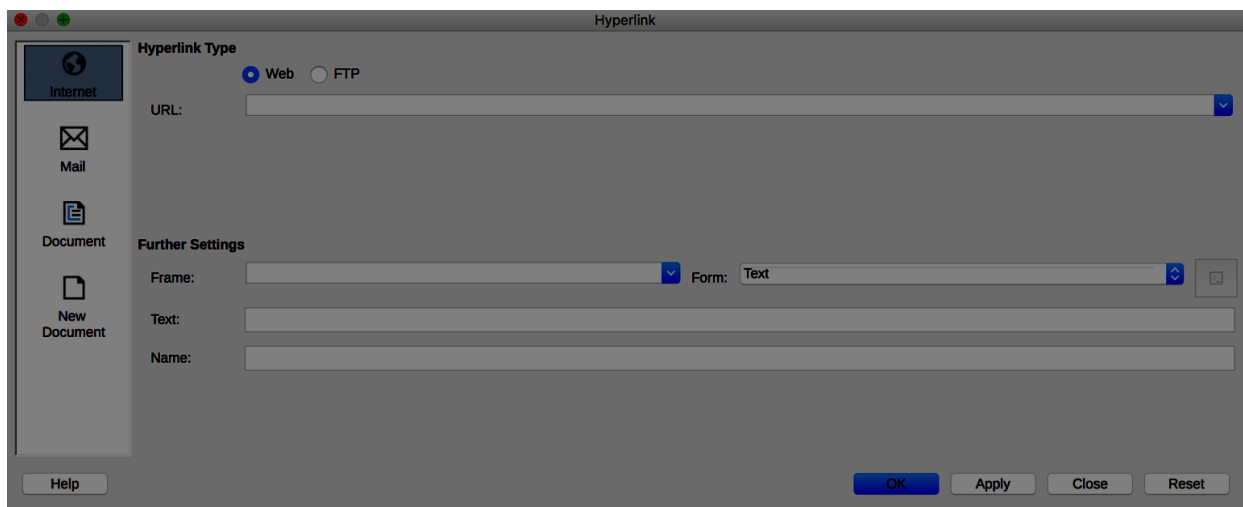 Hyperlink
Internet
Mail
Document
New
Document
Hyperlink Type
Web FTP
URL:
Further Settings
Frame: Form: Text
Text:
Name:
Help OK Apply Close Reset